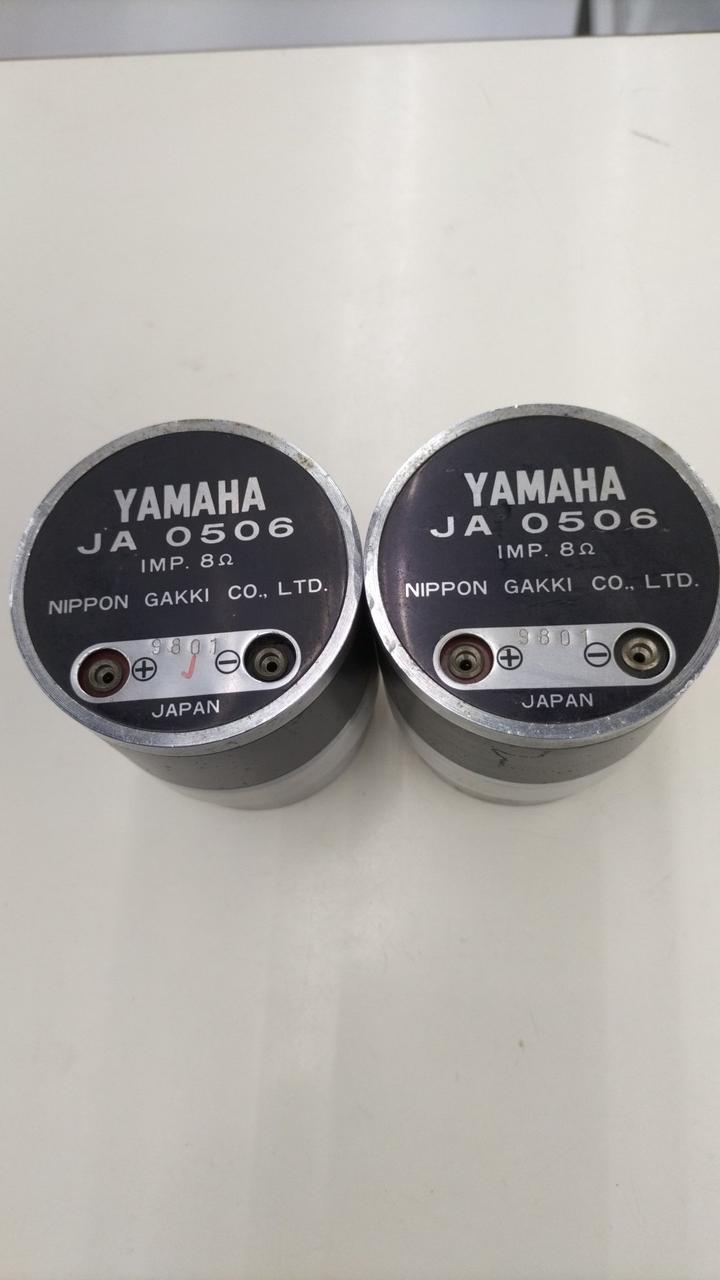 YAMAHA
JA 0506
IMP. 8Ω
NIPPON GAKKI CO., LTD.
9801
⊕ ⊖
JAPAN
YAMAHA
JA 0506
IMP. 8Ω
NIPPON GAKKI CO., LTD.
9801
⊕ ⊖
JAPAN